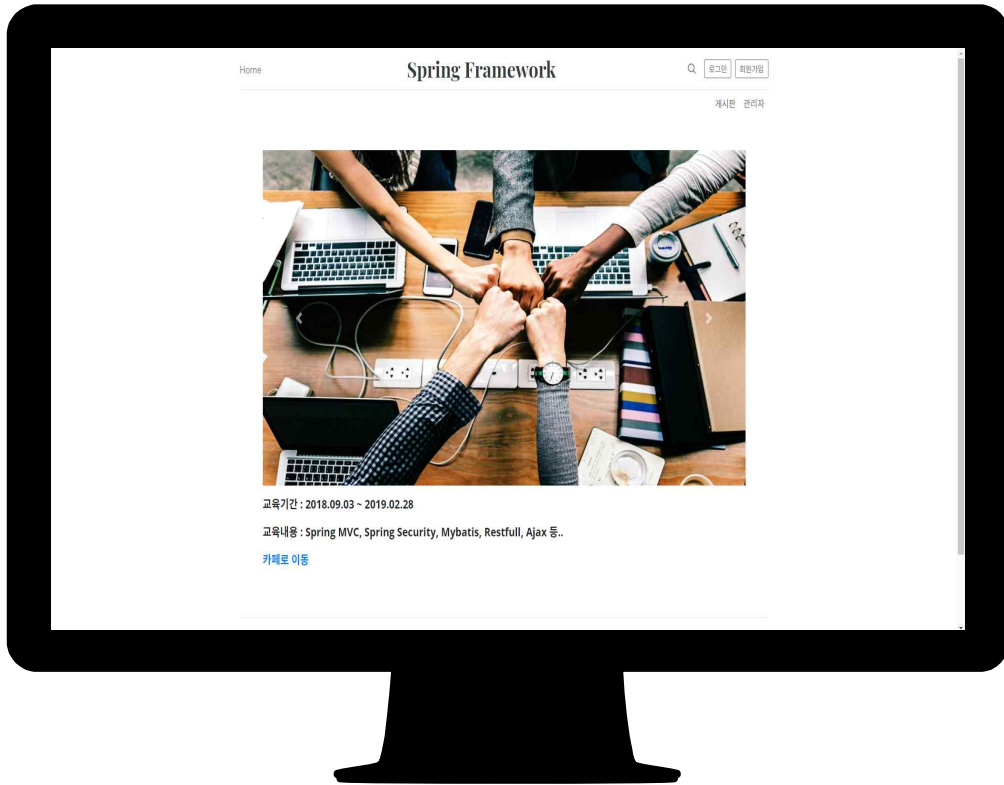 Home
Spring Framework
로그인
회원가입
게시판 관리자
교육기간 : 2018.09.03 ~ 2019.02.28
교육내용 : Spring MVC, Spring Security, Mybatis, Restfull, Ajax 등..
카페로 이동